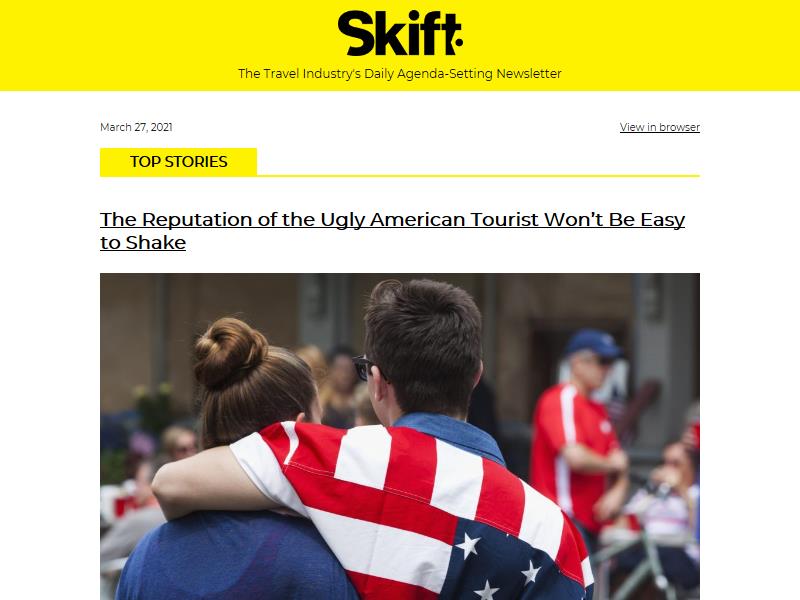 Skift
The Travel Industry's Daily Agenda-Setting Newsletter
March 27, 2021
View in browser
TOP STORIES
The Reputation of the Ugly American Tourist Won’t Be Easy
to Shake